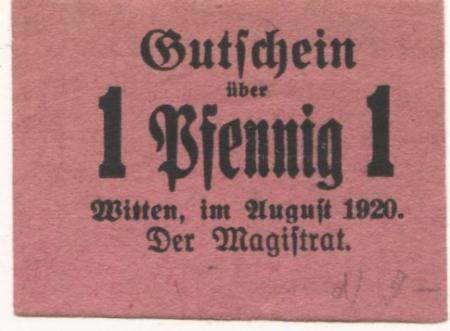 Gutschein
über
1 Pfennig 1
Witten, im August 1920.
Der Magistrat.